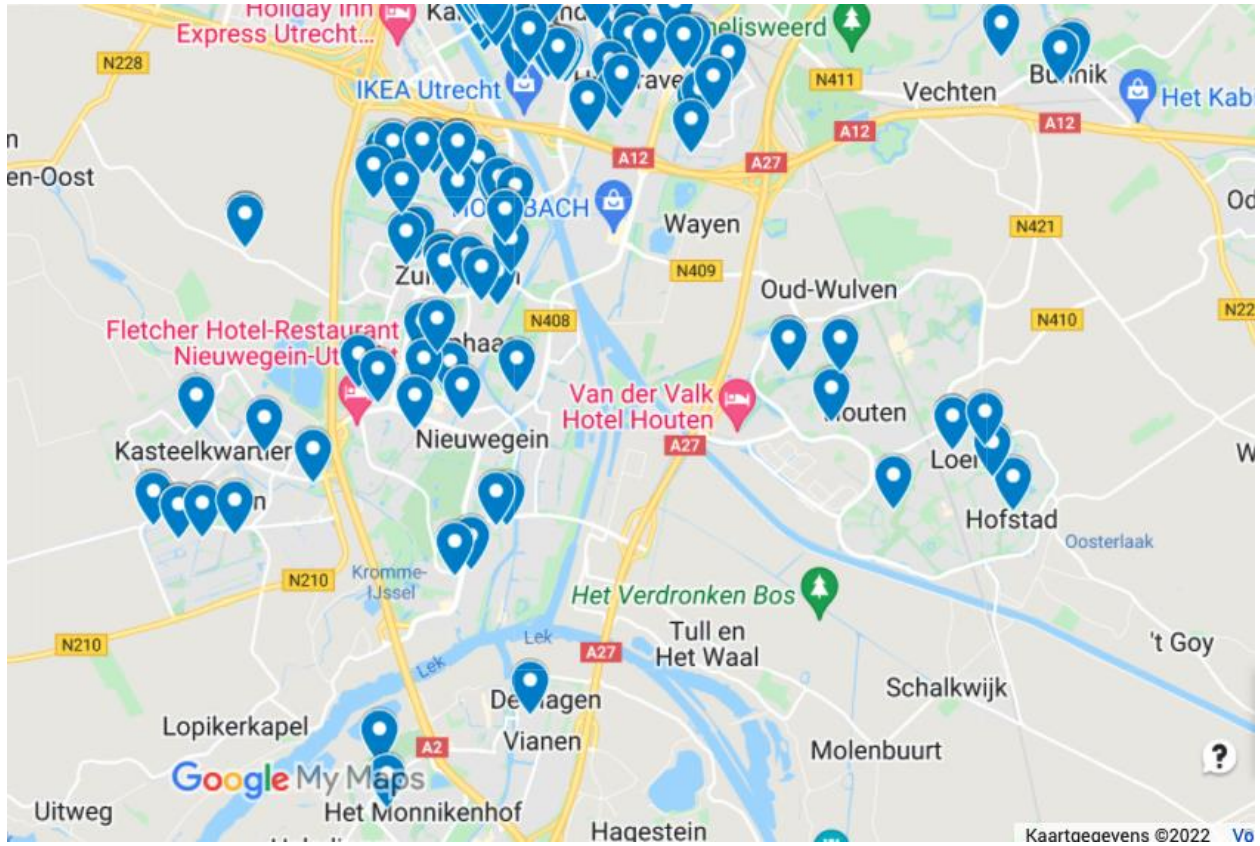 Holiday Inn
Express Utrecht...
N228
IKEA Utrecht
N411
Vechten
Het Kab
A12
A12
A12
A27
en-Oost
Wayen
N421
N409
Oud-Wulven
N408
N410
Fletcher Hotel-Restaurant
Van der Valk
Hotel Houten
A27
Nieuwegein
Hofstad
Oosterlaak
Kromme-
IJssel
N210
Het Verdronken Bos
N210
Lek
Tull en
Het Waal
A27
't Goy
Lek
Schalkwijk
Lopikerkapel
Vianen
A2
Molenbuurt
Google My Maps
Uitweg
Het Monnikenhof
Hagestein
?
Kaartgegevens ©2022